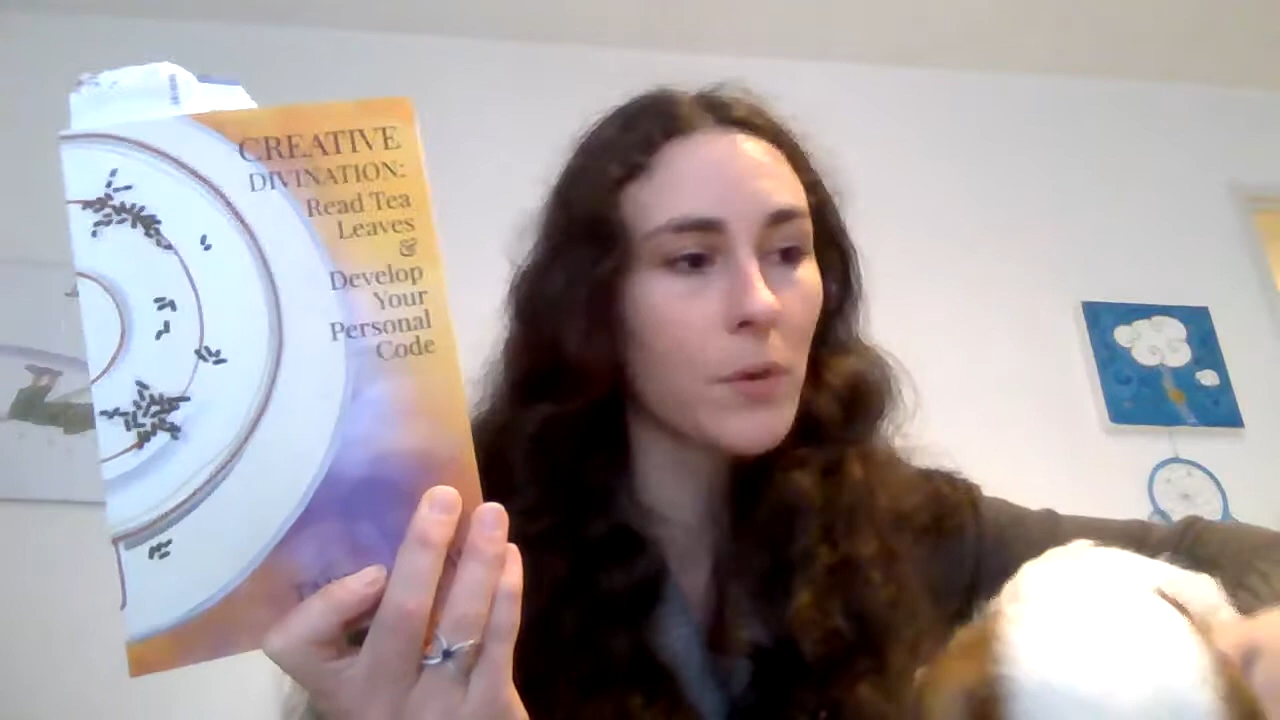 CREATIVE
DIVINATION:
Read Tea
Leaves
&
Develop
Your
Personal
Code